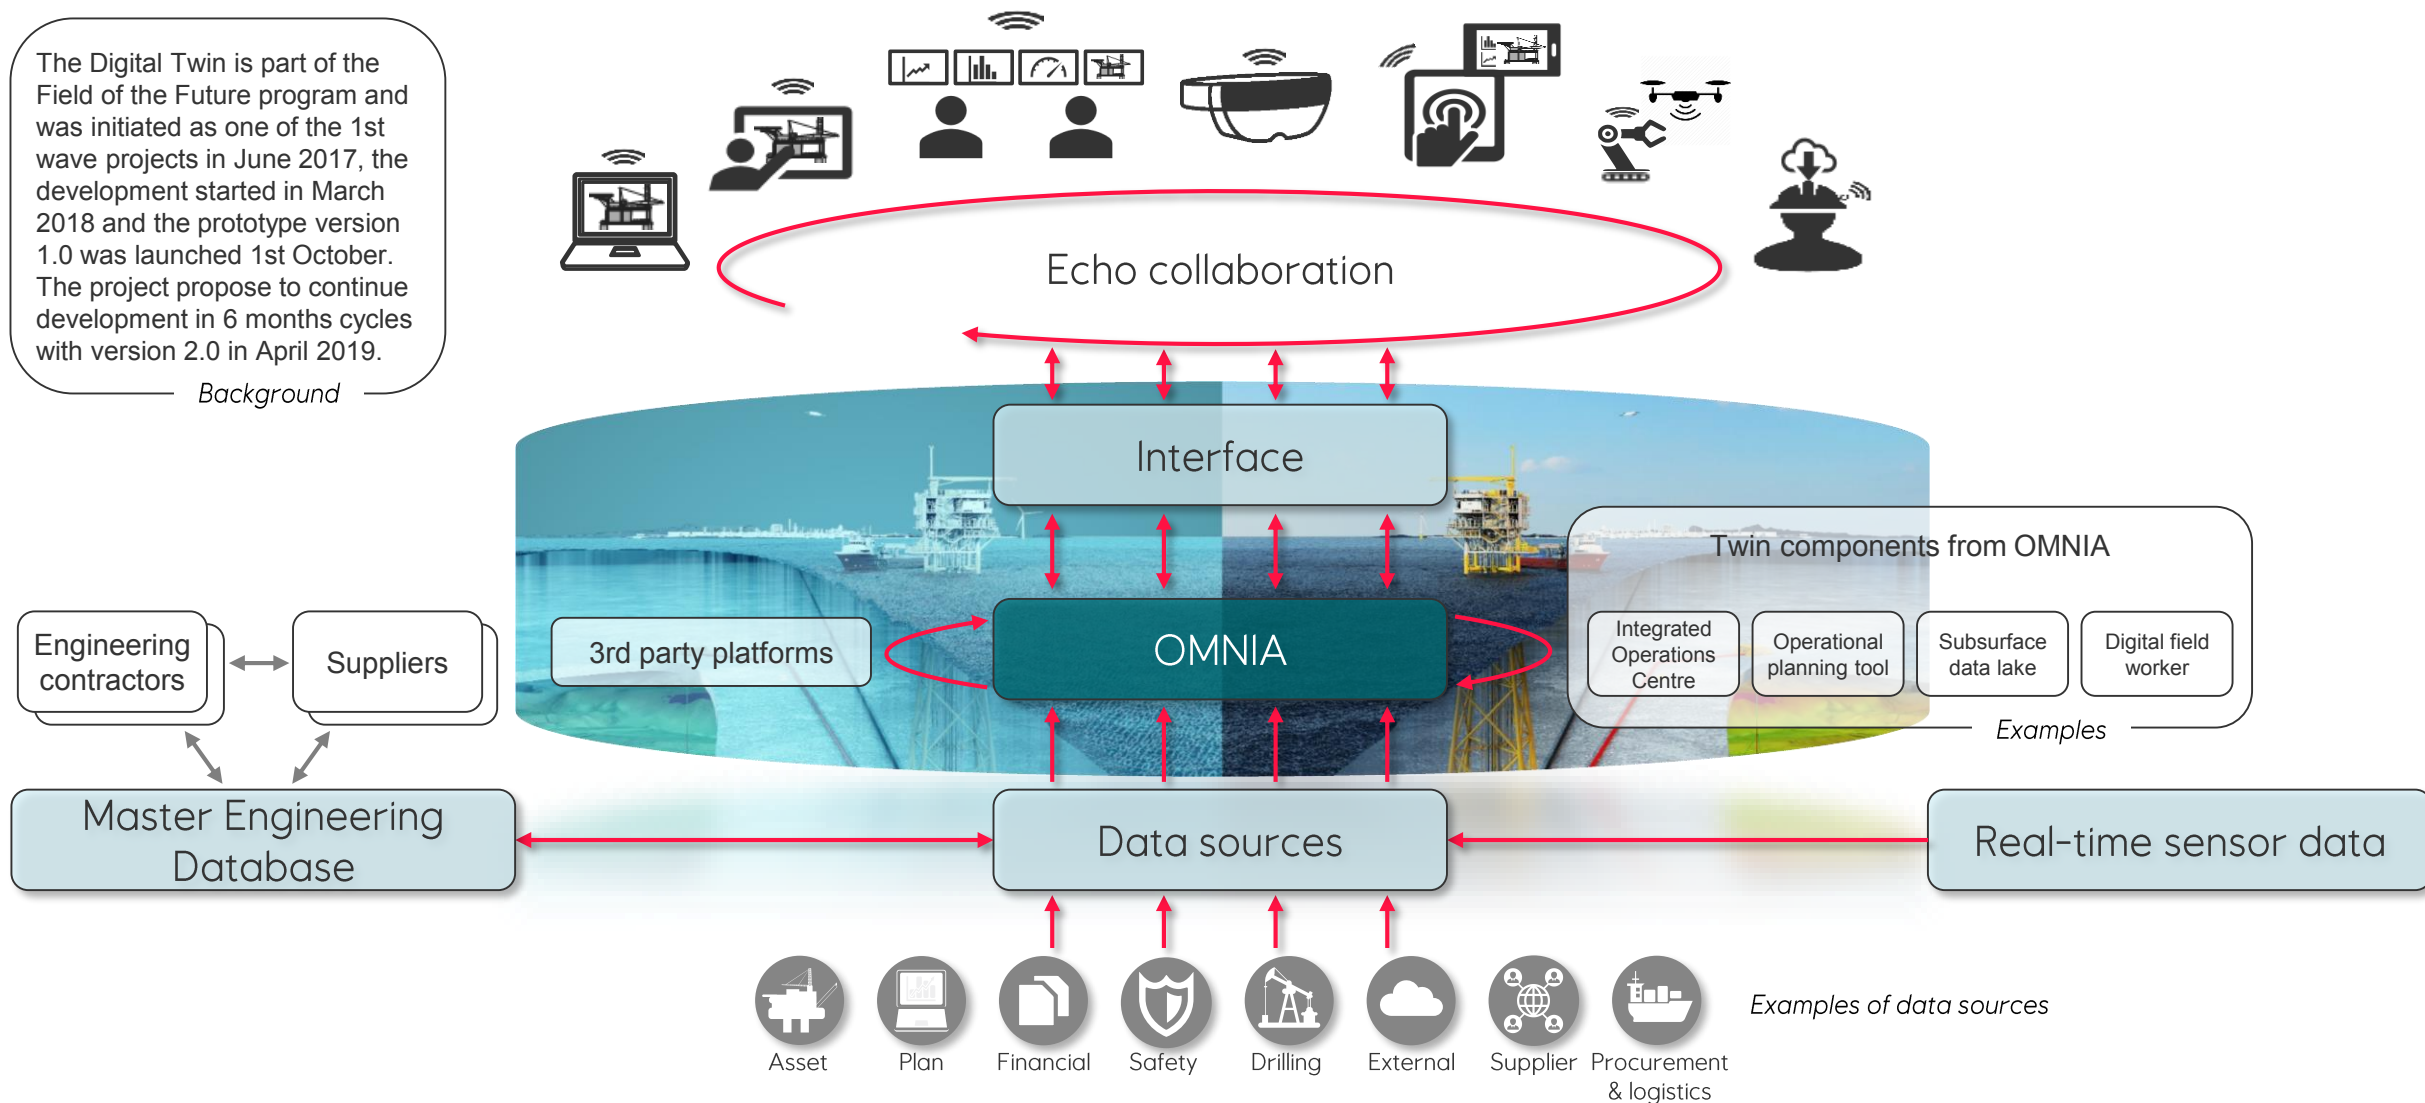 The Digital Twin is part of the
Field of the Future program and
was initiated as one of the 1st
wave projects in June 2017, the
development started in March
2018 and the prototype version
1.0 was launched 1st October.
The project propose to continue
development in 6 months cycles
with version 2.0 in April 2019.
Background
Echo collaboration
Interface
Twin components from OMNIA
Integrated
Operations
Centre
Operational
planning tool
Subsurface
data lake
Digital field
worker
Examples
Engineering
contractors
Suppliers
3rd party platforms
OMNIA
Master Engineering
Database
Data sources
Real-time sensor data
Asset
Plan
Financial
Safety
Drilling
External
Supplier
Procurement
& logistics
Examples of data sources